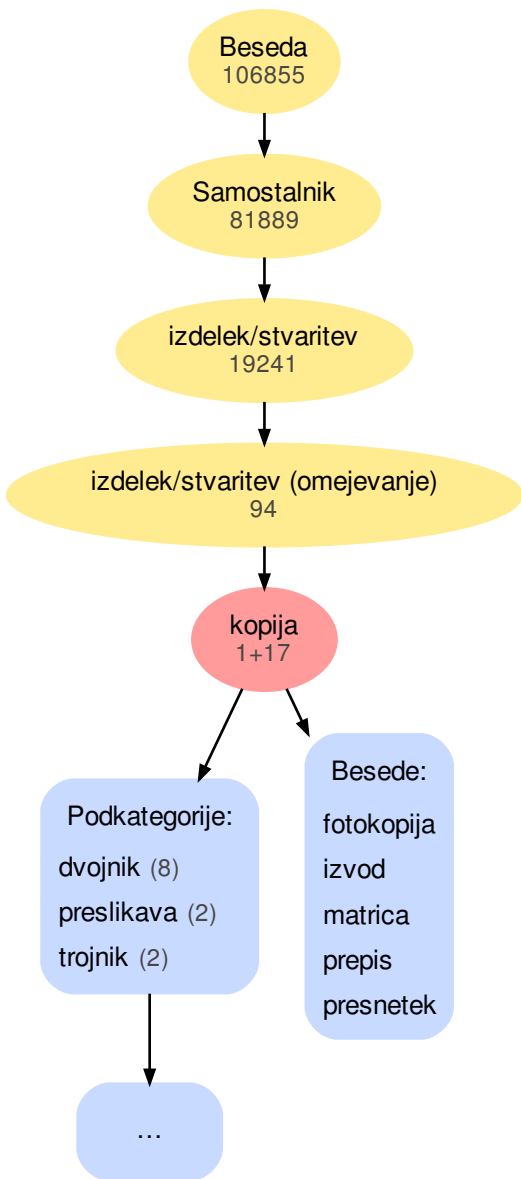 Beseda
106855
Samostalnik
81889
izdelek/stvaritev
19241
izdelek/stvaritev (omejevanje)
94
kopija
1+17
Podkategorije:
dvojnik (8)
preslikava (2)
trojnik (2)
Besede:
fotokopija
izvod
matrica
prepis
presnetek
…